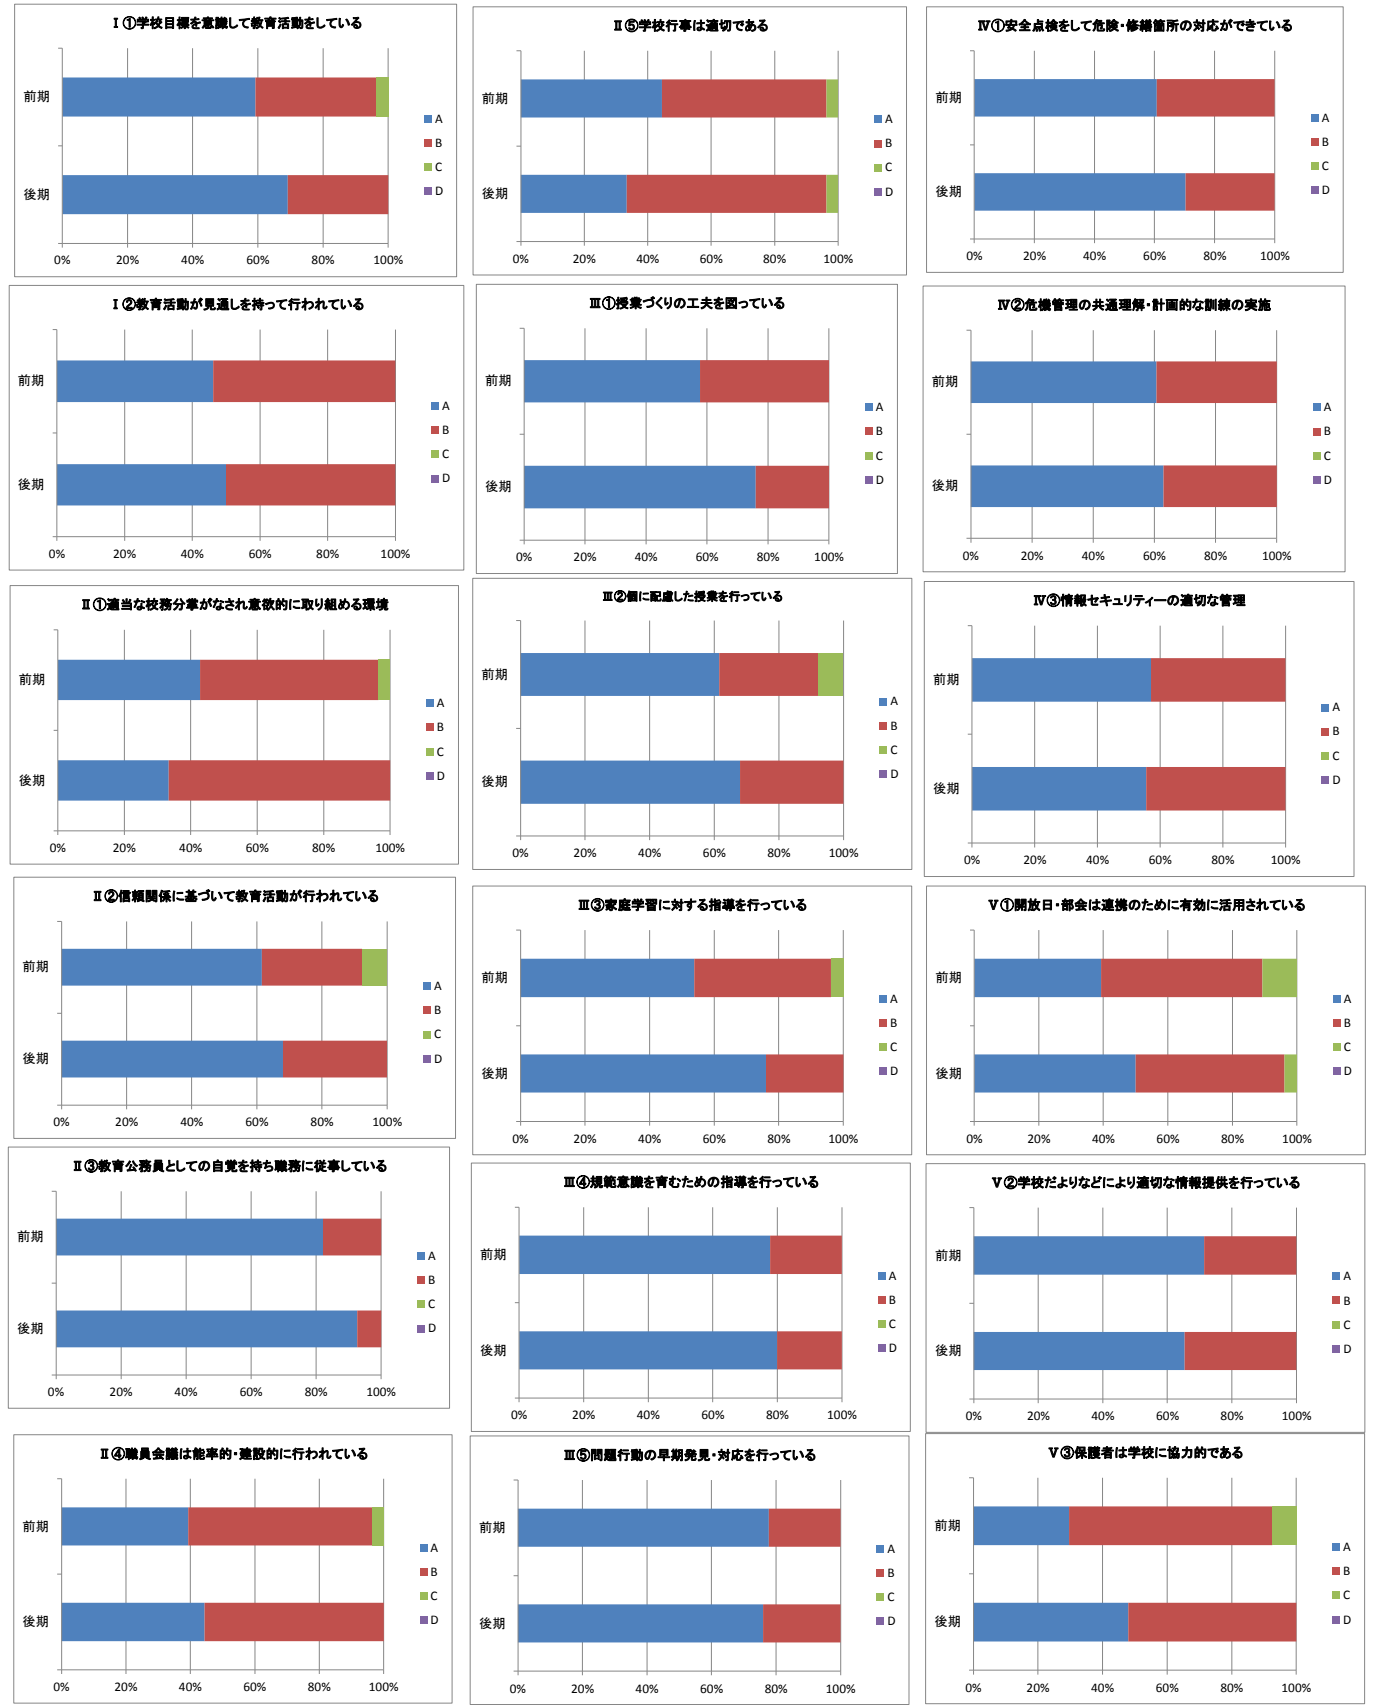 Ⅰ①学校目標を意識して教育活動をしている
前期
後期
0% 20% 40% 60% 80% 100%
A
B
C
D
Ⅰ②教育活動が見通しを持って行われている
前期
後期
0% 20% 40% 60% 80% 100%
A
B
C
D
Ⅱ①適当な校務分掌がなされ意欲的に取り組める環境
前期
後期
0% 20% 40% 60% 80% 100%
A
B
C
D
Ⅱ②信頼関係に基づいて教育活動が行われている
前期
後期
0% 20% 40% 60% 80% 100%
A
B
C
D
Ⅱ③教育公務員としての自覚を持ち職務に従事している
前期
後期
0% 20% 40% 60% 80% 100%
A
B
C
D
Ⅱ④職員会議は能率的・建設的に行われている
前期
後期
0% 20% 40% 60% 80% 100%
A
B
C
D
Ⅱ⑤学校行事は適切である
前期
後期
0% 20% 40% 60% 80% 100%
A
B
C
D
Ⅲ①授業づくりの工夫を図っている
前期
後期
0% 20% 40% 60% 80% 100%
A
B
C
D
Ⅲ②個に配慮した授業を行っている
前期
後期
0% 20% 40% 60% 80% 100%
A
B
C
D
Ⅲ③家庭学習に対する指導を行っている
前期
後期
0% 20% 40% 60% 80% 100%
A
B
C
D
Ⅲ④規範意識を育むための指導を行っている
前期
後期
0% 20% 40% 60% 80% 100%
A
B
C
D
Ⅲ⑤問題行動の早期発見・対応を行っている
前期
後期
0% 20% 40% 60% 80% 100%
A
B
C
D
Ⅳ①安全点検をして危険・修繕箇所の対応ができている
前期
後期
0% 20% 40% 60% 80% 100%
A
B
C
D
Ⅳ②危機管理の共通理解・計画的な訓練の実施
前期
後期
0% 20% 40% 60% 80% 100%
A
B
C
D
Ⅳ③情報セキュリティーの適切な管理
前期
後期
0% 20% 40% 60% 80% 100%
A
B
C
D
Ⅴ①開放日・部会は連携のために有効に活用されている
前期
後期
0% 20% 40% 60% 80% 100%
A
B
C
D
Ⅴ②学校だよりなどにより適切な情報提供を行っている
前期
後期
0% 20% 40% 60% 80% 100%
A
B
C
D
Ⅴ③保護者は学校に協力的である
前期
後期
0% 20% 40% 60% 80% 100%
A
B
C
D